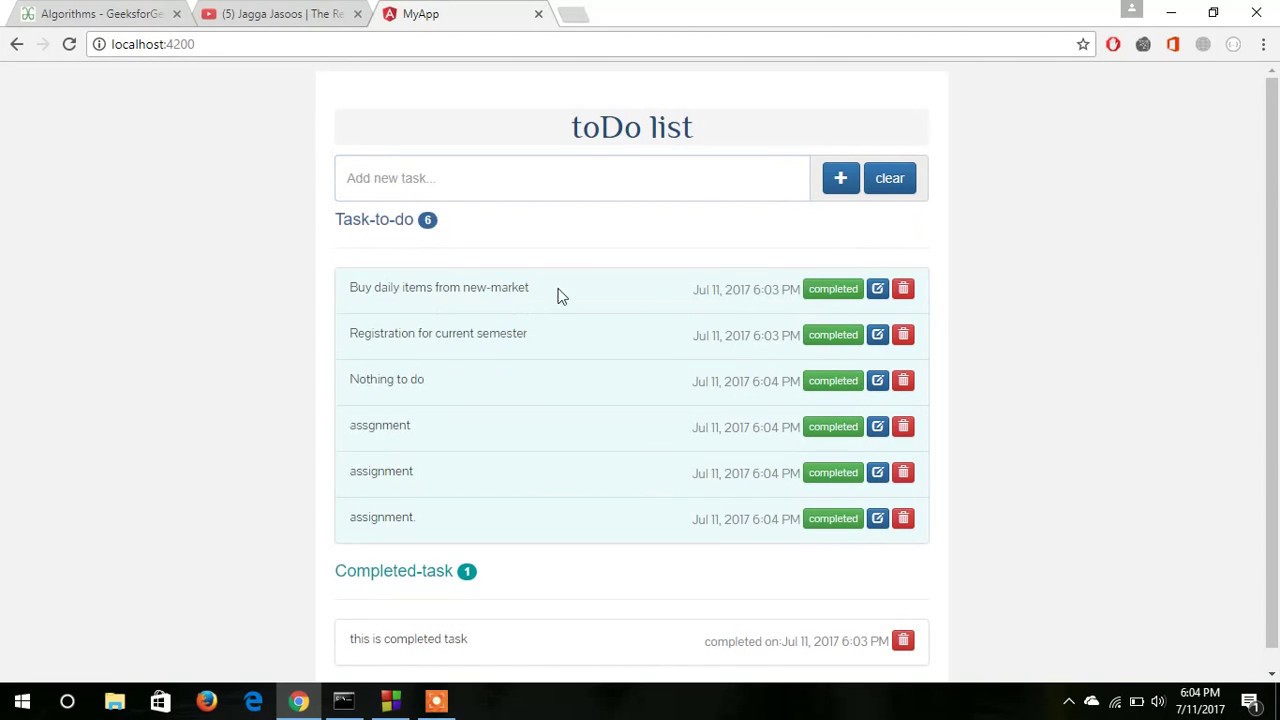 Algorithms - GeeksforGe
(5) Jagga Jasoos | The Re
MyApp
localhost:4200
toDo list
Add new task...
clear
Task-to-do 6
Buy daily items from new-market Jul 11, 2017 6:03 PM completed
Registration for current semester Jul 11, 2017 6:03 PM completed
Nothing to do Jul 11, 2017 6:04 PM completed
assgnment Jul 11, 2017 6:04 PM completed
assignment Jul 11, 2017 6:04 PM completed
assignment. Jul 11, 2017 6:04 PM completed
Completed-task 1
this is completed task completed on:Jul 11, 2017 6:03 PM
6:04 PM
7/11/2017
1